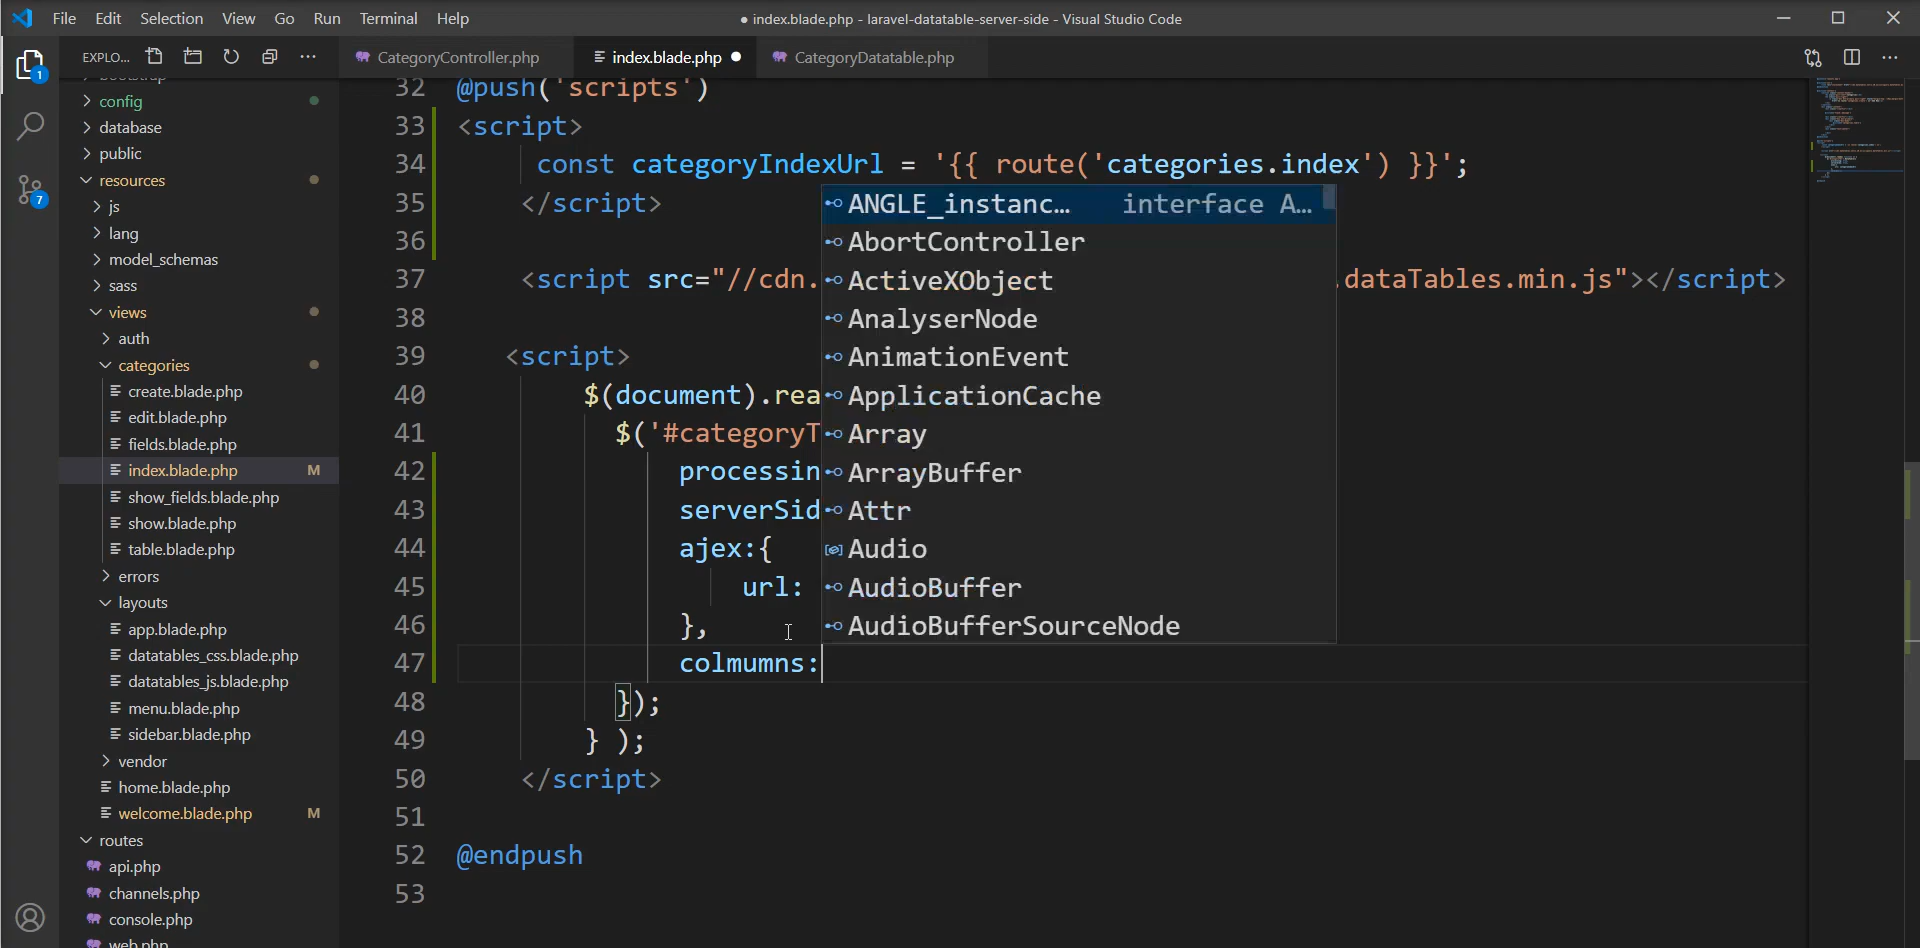 File Edit Selection View Go Run Terminal Help
● index.blade.php - laravel-datatable-server-side - Visual Studio Code
EXPLO... ...
CategoryController.php
index.blade.php
CategoryDatatable.php
...
1
7
config
database
public
resources
js
lang
model_schemas
sass
views
auth
categories
create.blade.php
edit.blade.php
fields.blade.php
index.blade.php M
show_fields.blade.php
show.blade.php
table.blade.php
errors
layouts
app.blade.php
datatables_css.blade.php
datatables_js.blade.php
menu.blade.php
sidebar.blade.php
vendor
home.blade.php
welcome.blade.php M
routes
api.php
channels.php
console.php
web.php
32 @push('scripts')
33 <script>
34 const categoryIndexUrl = '{{ route('categories.index') }}';
35 </script>
36
37 <script src="//cdn. .dataTables.min.js"></script>
38
39 <script>
40 $(document).rea
41 $('#categoryT
42 processin
43 serverSid
44 ajex:{
45 url:
46 },
47 colmumns:
48 });
49 } );
50 </script>
51
52 @endpush
53
ANGLE_instanc... interface A...
AbortController
ActiveXObject
AnalyserNode
AnimationEvent
ApplicationCache
Array
ArrayBuffer
Attr
Audio
AudioBuffer
AudioBufferSourceNode